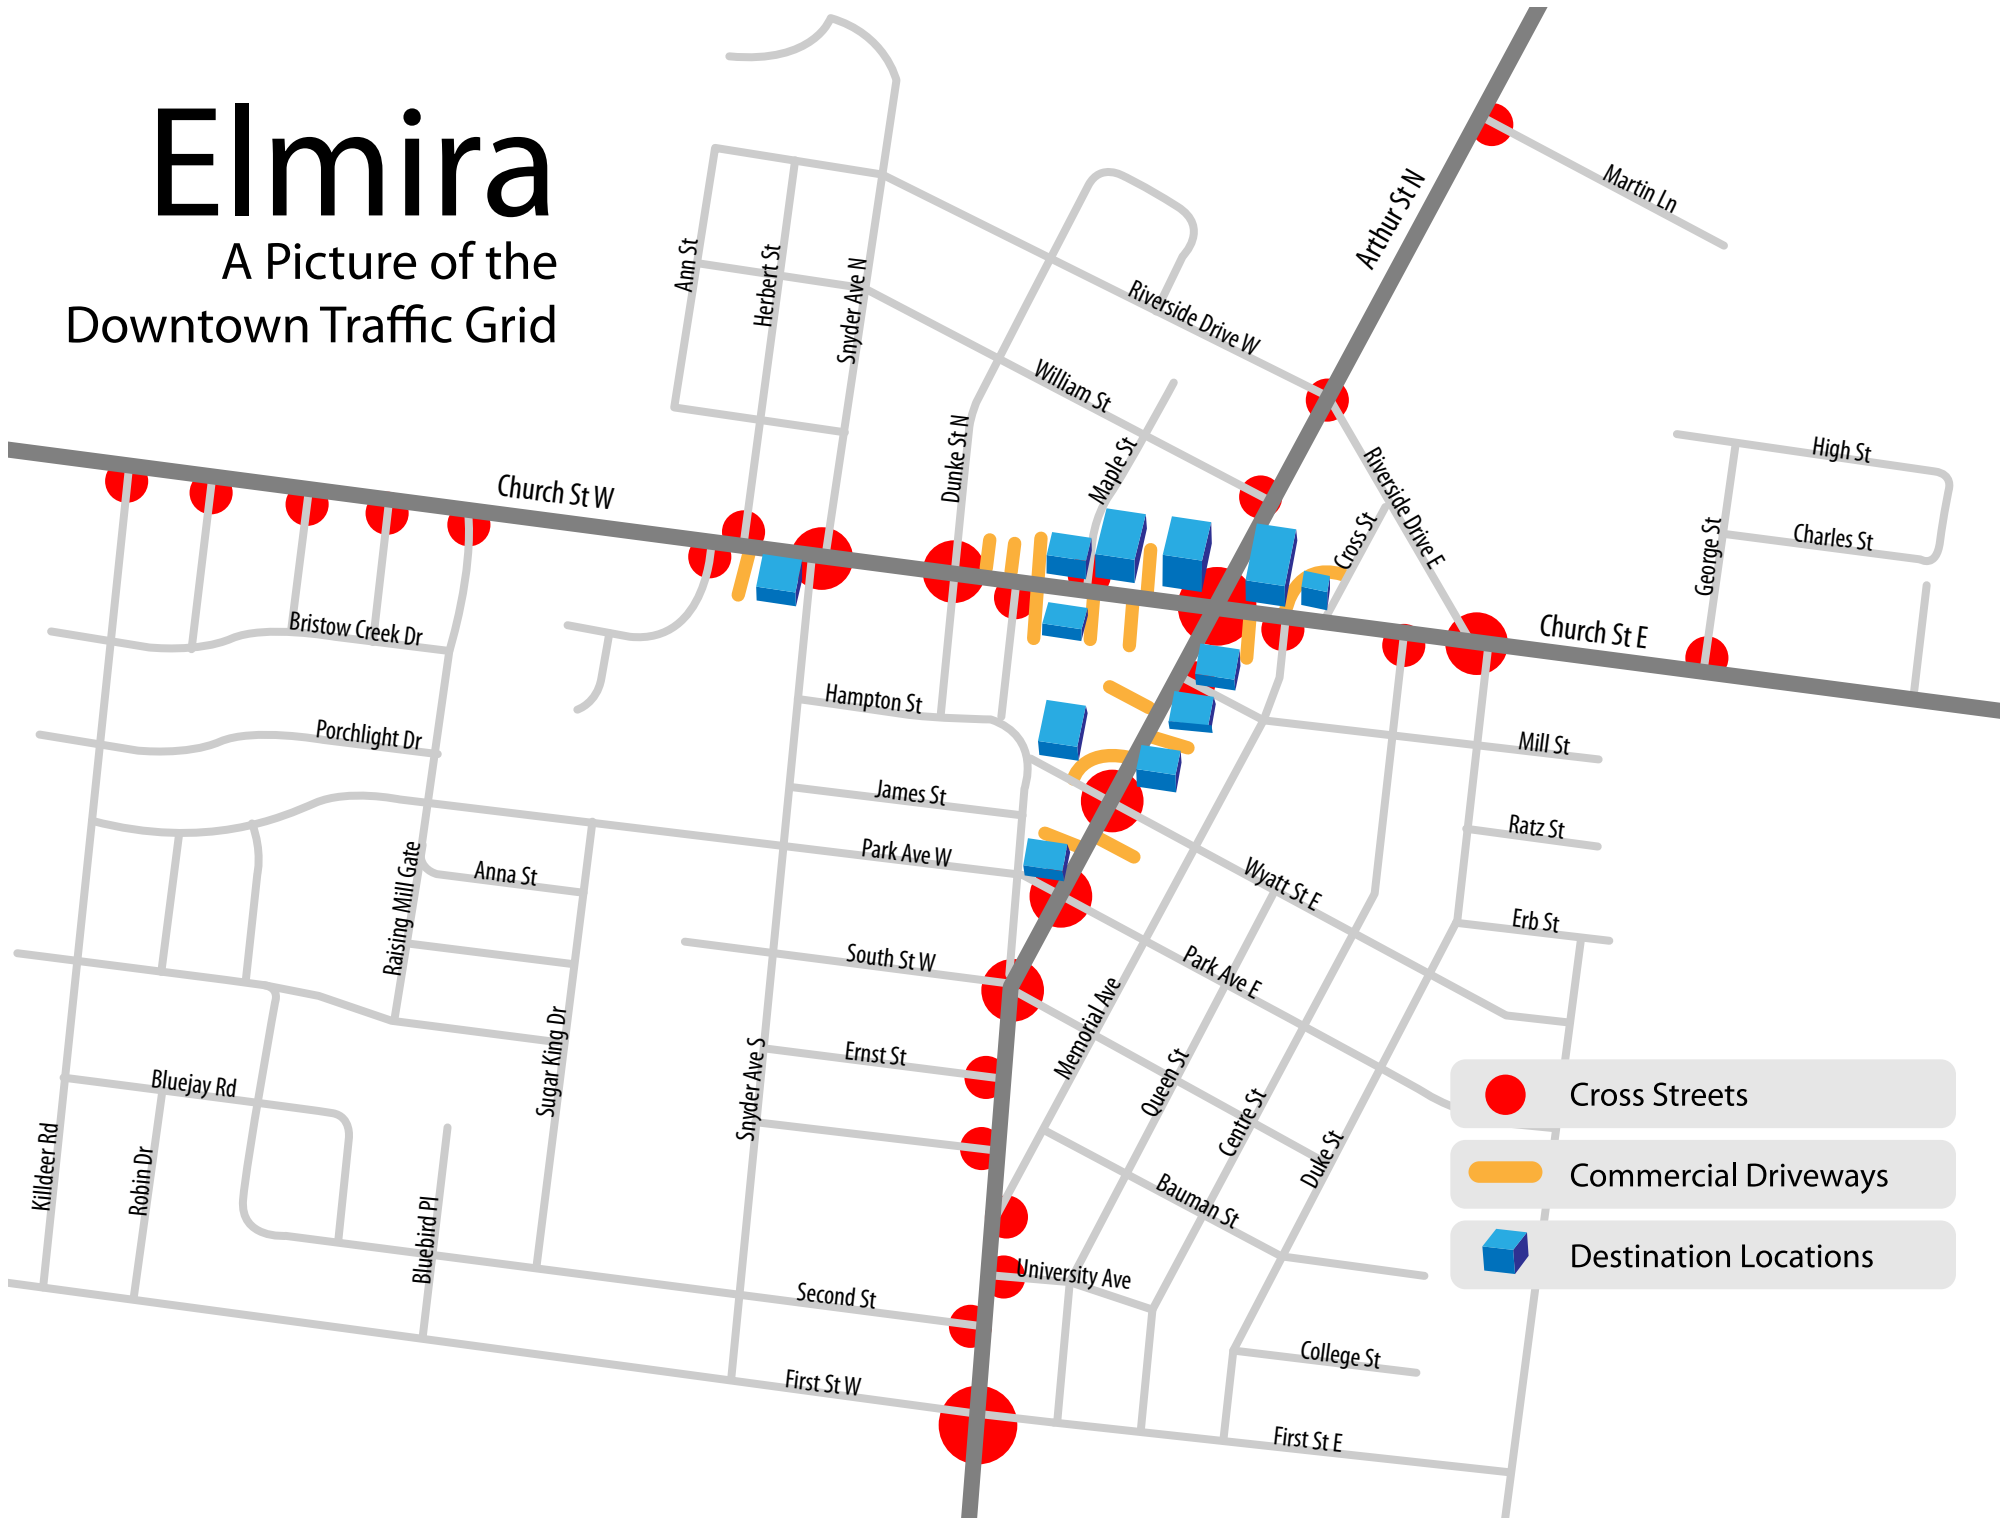 Elmira
A Picture of the
Downtown Traffic Grid
Arthur St N
Martin Ln
Ann St
Herbert St
Snyder Ave N
Riverside Drive W
William St
Dunke St N
Maple St
Riverside Drive E
Cross St
High St
Charles St
George St
Church St W
Church St E
Bristow Creek Dr
Porchlight Dr
Hampton St
Mill St
James St
Ratz St
Park Ave W
Anna St
Wyatt St E
Erb St
Raising Mill Gate
South St W
Park Ave E
Memorial Ave
Sugar King Dr
Snyder Ave S
Ernst St
Queen St
Centre St
Duke St
Bluejay Rd
Killdeer Rd
Robin Dr
Bluebird Pl
Bauman St
University Ave
Second St
College St
First St W
First St E
Cross Streets
Commercial Driveways
Destination Locations